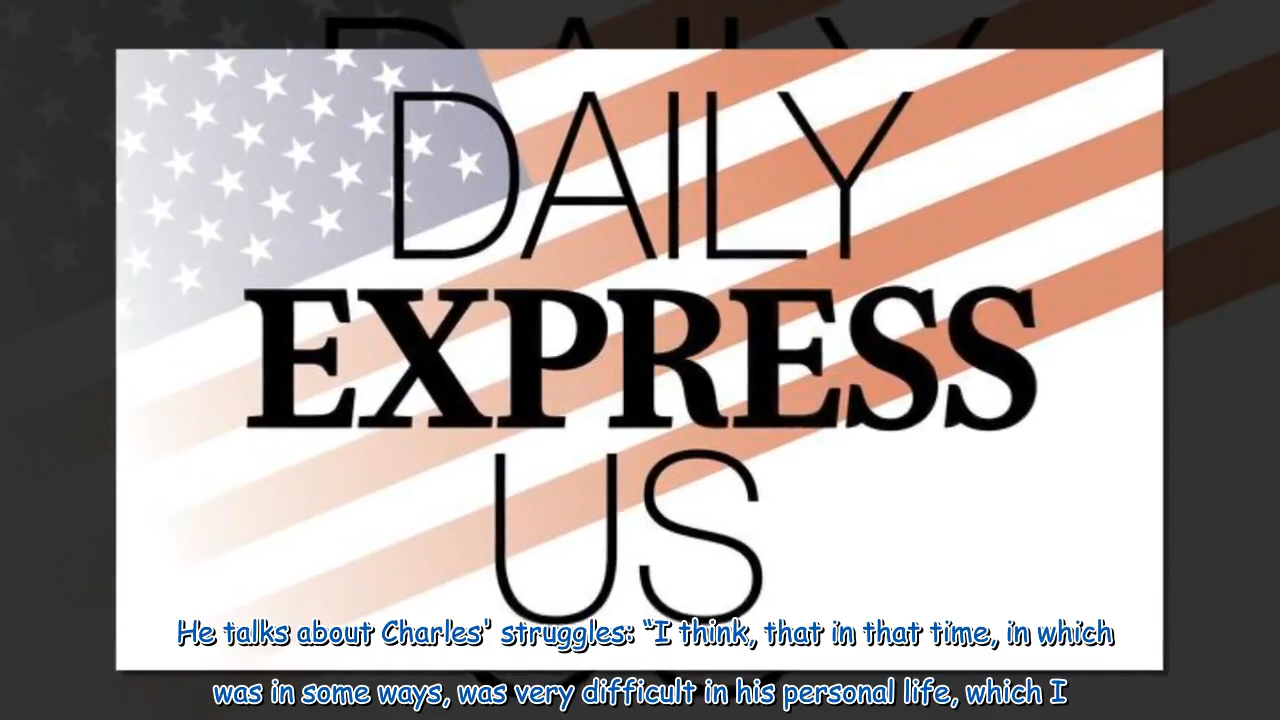 DAILY
EXPRESS
US
He talks about Charles' struggles: “I think, that in that time, in which
was in some ways, was very difficult in his personal life, which I